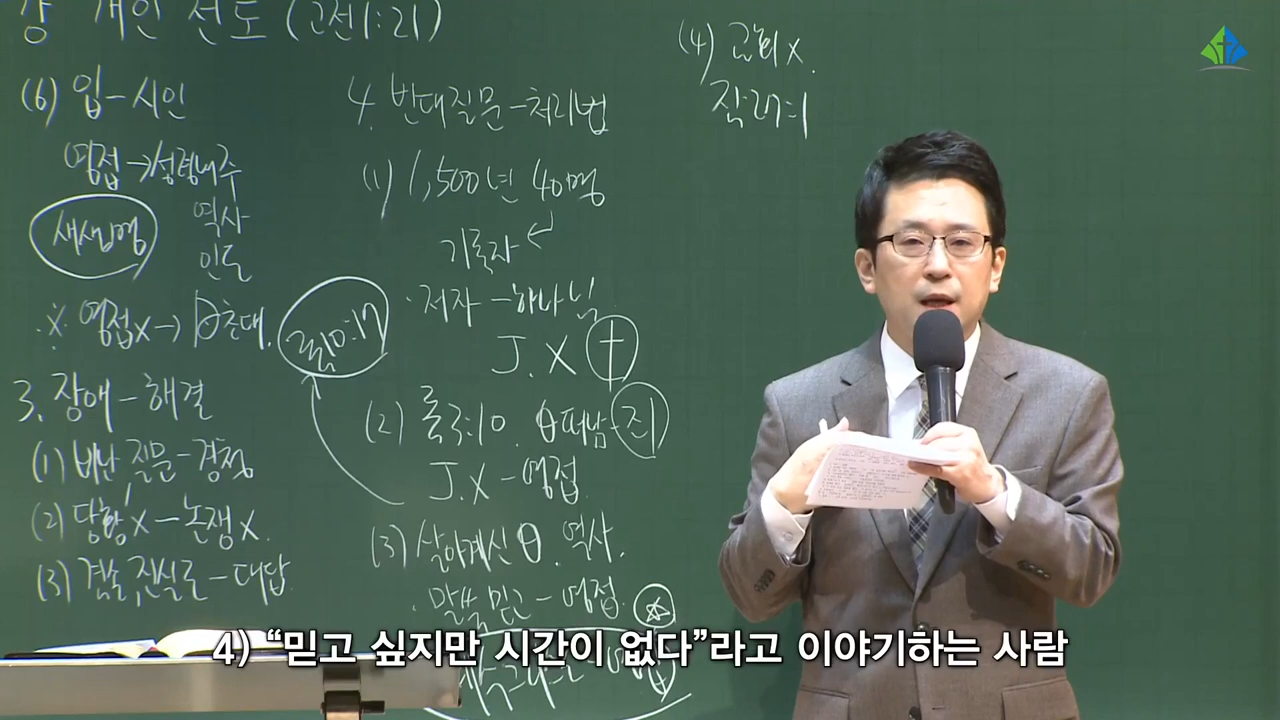 강 개인 전도 (고전1:21)
(6) 입-시인
영접→성령내주
새생명
역사
인도
※ 영접x→ 초대.
3. 장애-해결
(1) 비난 질문-경청
(2) 당황x-논쟁x.
(3) 겸손, 진실로-대답
4. 반대질문-처리법
(1) 1,500년 40명
기록자
·저자-하나님
J.X
롬10:17
(2) 롬3:10. 떠남-죄
J.X-영접
(3) 살아계신 역사.
·말씀 믿고-영접.
(4) 교회x.
잠27:1
4) “믿고 싶지만 시간이 없다”라고 이야기하는 사람